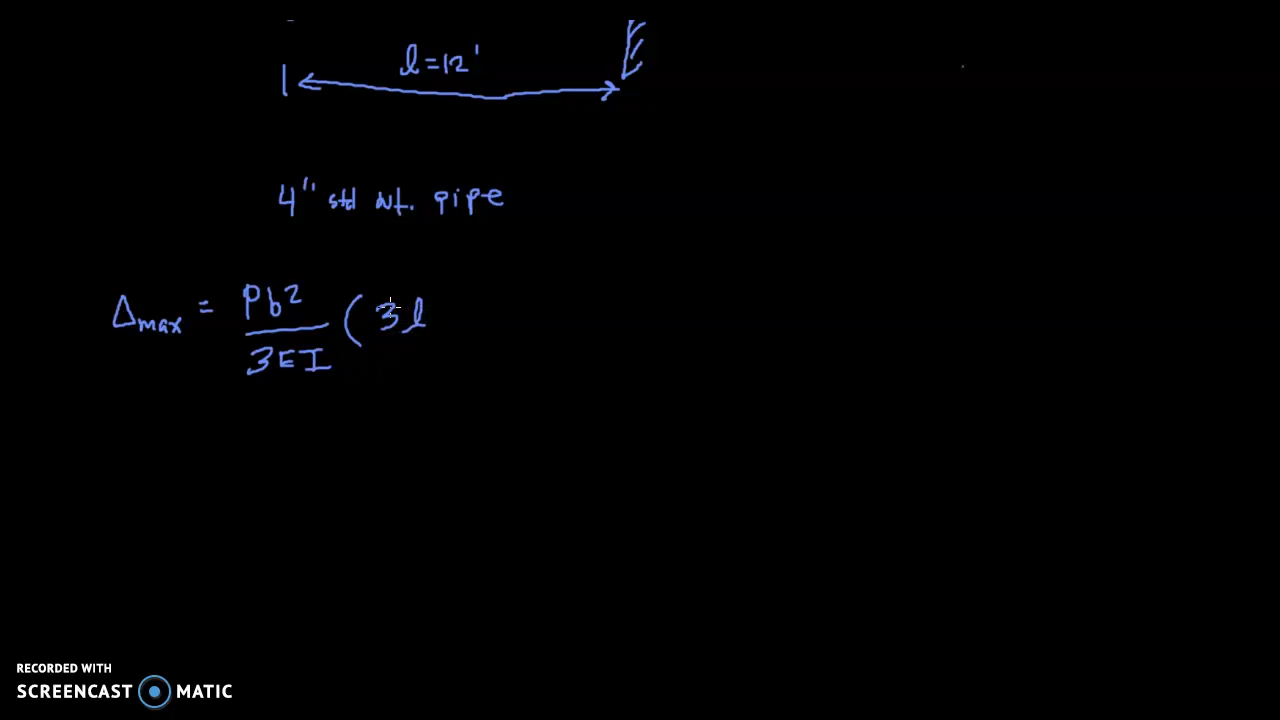 l = 12'
4" std wt. pipe
Δmax = Pb2 / 3EI ( 3l
RECORDED WITH
SCREENCAST MATIC